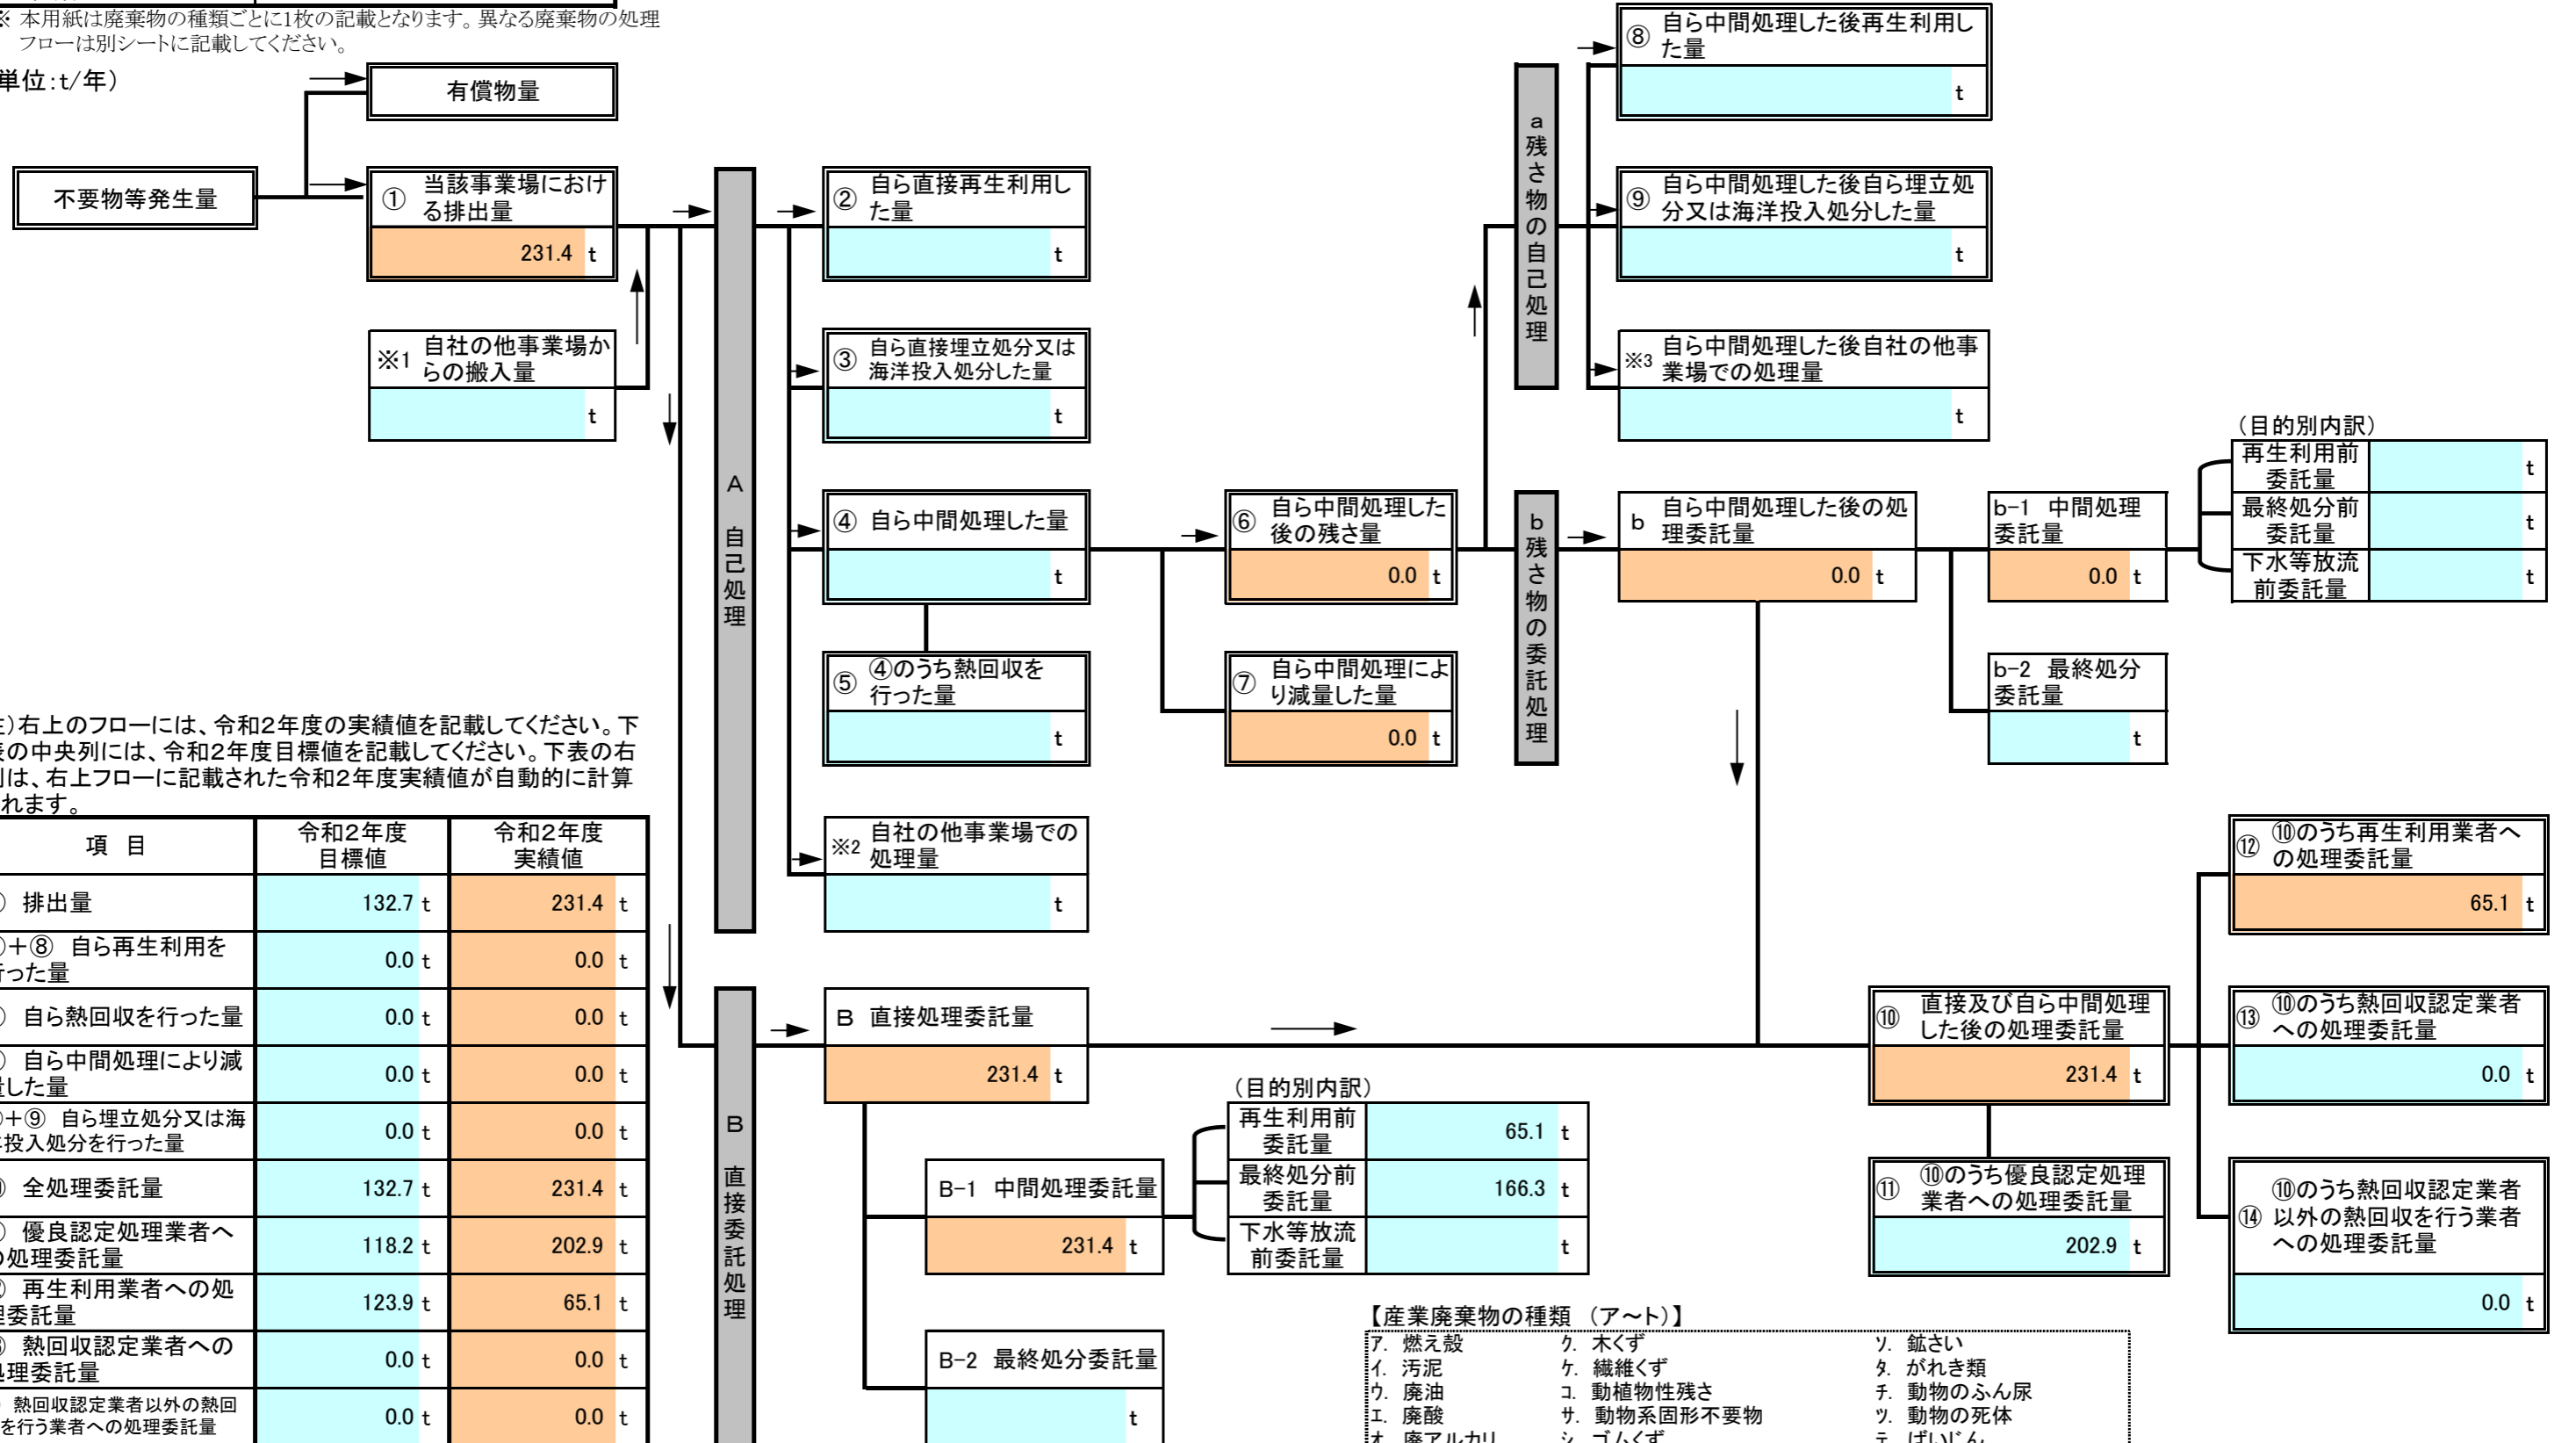 ※ 本用紙は廃棄物の種類ごとに1枚の記載となります。異なる廃棄物の処理
フローは別シートに記載してください。
単位:t/年)
有償物量
不要物等発生量
① 当該事業場におけ
る排出量
231.4 t
※1 自社の他事業場か
らの搬入量
t
A 自己処理
② 自ら直接再生利用し
た量
t
③ 自ら直接埋立処分又は
海洋投入処分した量
t
④ 自ら中間処理した量
t
⑤ ④のうち熱回収を
行った量
t
※2 自社の他事業場での
処理量
t
⑥ 自ら中間処理した
後の残さ量
0.0 t
⑦ 自ら中間処理によ
り減量した量
0.0 t
a残さ物の自己処理
⑧ 自ら中間処理した後再生利用し
た量
t
⑨ 自ら中間処理した後自ら埋立処
分又は海洋投入処分した量
t
※3 自ら中間処理した後自社の他事
業場での処理量
t
b残さ物の委託処理
b 自ら中間処理した後の処
理委託量
0.0 t
b-1 中間処理
委託量
0.0 t
b-2 最終処分
委託量
t
(目的別内訳)
再生利用前
委託量
t
最終処分前
委託量
t
下水等放流
前委託量
t
)右上のフローには、令和2年度の実績値を記載してください。下
表の中央列には、令和2年度目標値を記載してください。下表の右
列は、右上フローに記載された令和2年度実績値が自動的に計算
れます。
項 目 令和2年度
目標値 令和2年度
実績値
) 排出量 132.7 t 231.4 t
)+⑧ 自ら再生利用を
行った量 0.0 t 0.0 t
) 自ら熱回収を行った量 0.0 t 0.0 t
) 自ら中間処理により減
量した量 0.0 t 0.0 t
)+⑨ 自ら埋立処分又は海
洋投入処分を行った量 0.0 t 0.0 t
) 全処理委託量 132.7 t 231.4 t
) 優良認定処理業者へ
の処理委託量 118.2 t 202.9 t
) 再生利用業者への処
理委託量 123.9 t 65.1 t
) 熱回収認定業者への
処理委託量 0.0 t 0.0 t
熱回収認定業者以外の熱回
を行う業者への処理委託量 0.0 t 0.0 t
B 直接委託処理
B 直接処理委託量
231.4 t
B-1 中間処理委託量
231.4 t
B-2 最終処分委託量
t
(目的別内訳)
再生利用前
委託量
65.1 t
最終処分前
委託量
166.3 t
下水等放流
前委託量
t
⑩ 直接及び自ら中間処理
した後の処理委託量
231.4 t
⑪ ⑩のうち優良認定処理
業者への処理委託量
202.9 t
⑫ ⑩のうち再生利用業者へ
の処理委託量
65.1 t
⑬ ⑩のうち熱回収認定業者
への処理委託量
0.0 t
⑭ ⑩のうち熱回収認定業者
以外の熱回収を行う業者
への処理委託量
0.0 t
【産業廃棄物の種類 (ア~ト)】
ア. 燃え殻 ク. 木くず ソ. 鉱さい
イ. 汚泥 ケ. 繊維くず タ. がれき類
ウ. 廃油 コ. 動植物性残さ チ. 動物のふん尿
エ. 廃酸 サ. 動物系固形不要物 ツ. 動物の死体
オ. 廃アルカリ シ. ゴムくず テ. ばいじん